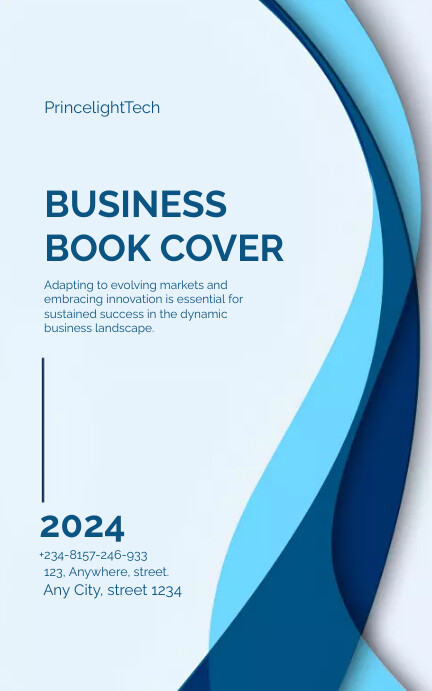 PrincelightTech
BUSINESS
BOOK COVER
Adapting to evolving markets and
embracing innovation is essential for
sustained success in the dynamic
business landscape.
2024
+234-8157-246-933
123, Anywhere, street.
Any City, street 1234